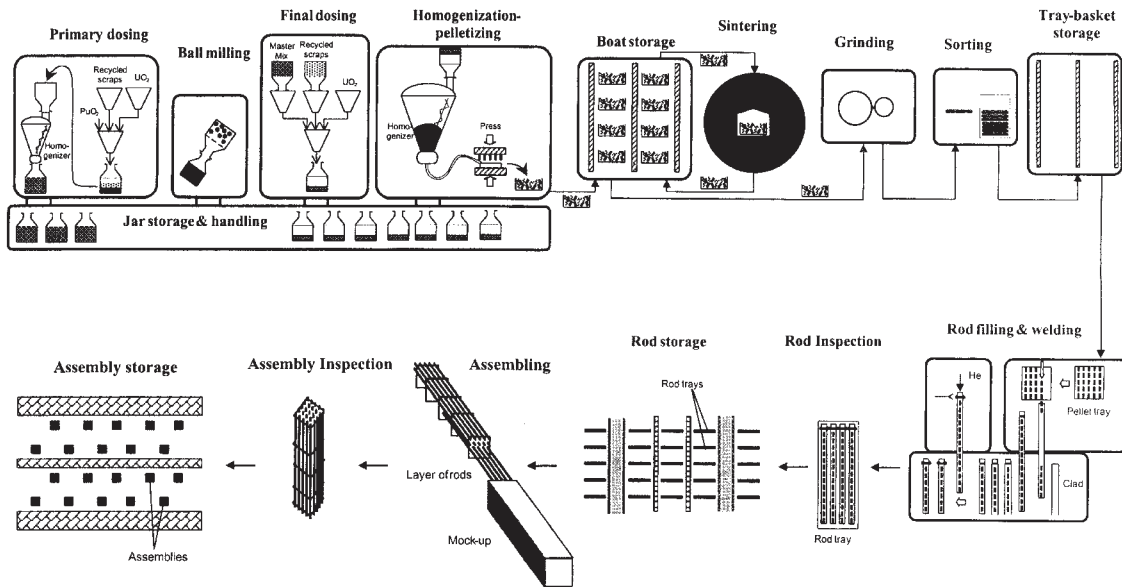 Primary dosing
Recycled
scraps
UO2
PuO2
Homo-
genizer
Ball milling
Final dosing
Master
Mix
Recycled
scraps
UO2
Homogenization-
pelletizing
Homo-
genizer
Press
Jar storage & handling
Boat storage
Sintering
Grinding
Sorting
Tray-basket
storage
Rod filling & welding
He
Pellet tray
Clad
Rod Inspection
Rod tray
Rod storage
Rod trays
Assembling
Layer of rods
Mock-up
Assembly Inspection
Assembly storage
Assemblies